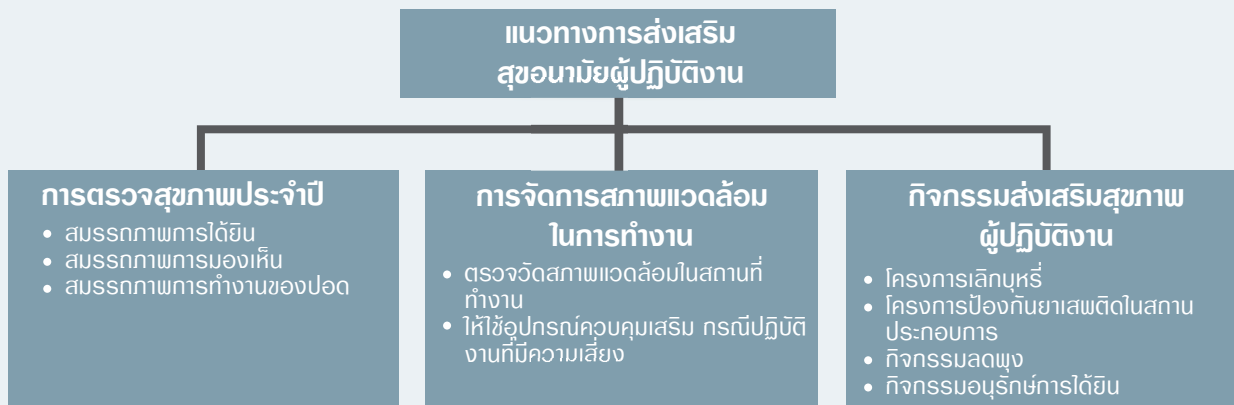 แนวทางการส่งเสริม
สุขอนามัยผู้ปฏิบัติงาน
การตรวจสุขภาพประจำปี
• สมรรถภาพการได้ยิน
• สมรรถภาพการมองเห็น
• สมรรถภาพการทำงานของปอด
การจัดการสภาพแวดล้อม
ในการทำงาน
• ตรวจวัดสภาพแวดล้อมในสถานที่
ทำงาน
• ให้ใช้อุปกรณ์ควบคุมเสริม กรณีปฏิบัติ
งานที่มีความเสี่ยง
กิจกรรมส่งเสริมสุขภาพ
ผู้ปฏิบัติงาน
• โครงการเลิกบุหรี่
• โครงการป้องกันยาเสพติดในสถาน
ประกอบการ
• กิจกรรมลดพุง
• กิจกรรมอนุรักษ์การได้ยิน